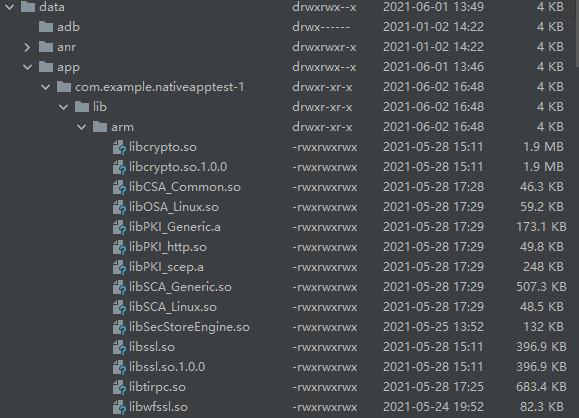 data drwxrwx--x 2021-06-01 13:49 4 KB
adb drwx------ 2021-01-02 14:22 4 KB
anr drwxrwxr-x 2021-01-02 14:22 4 KB
app drwxrwx--x 2021-06-01 13:46 4 KB
com.example.nativeapptest-1 drwxr-xr-x 2021-06-02 16:48 4 KB
lib drwxr-xr-x 2021-06-02 16:48 4 KB
arm drwxr-xr-x 2021-06-02 16:48 4 KB
libcrypto.so -rwxrwxrwx 2021-05-28 15:11 1.9 MB
libcrypto.so.1.0.0 -rwxrwxrwx 2021-05-28 15:11 1.9 MB
libCSA_Common.so -rwxrwxrwx 2021-05-28 17:28 46.3 KB
libOSA_Linux.so -rwxrwxrwx 2021-05-28 17:29 59.2 KB
libPKI_Generic.a -rwxrwxrwx 2021-05-28 17:29 173.1 KB
libPKI_http.so -rwxrwxrwx 2021-05-28 17:29 49.8 KB
libPKI_scep.a -rwxrwxrwx 2021-05-28 17:29 248 KB
libSCA_Generic.so -rwxrwxrwx 2021-05-28 17:29 507.3 KB
libSCA_Linux.so -rwxrwxrwx 2021-05-28 17:29 48.5 KB
libSecStoreEngine.so -rwxrwxrwx 2021-05-25 13:52 132 KB
libssl.so -rwxrwxrwx 2021-05-28 15:11 396.9 KB
libssl.so.1.0.0 -rwxrwxrwx 2021-05-28 15:11 396.9 KB
libtirpc.so -rwxrwxrwx 2021-05-28 17:25 683.4 KB
libwfssl.so -rwxrwxrwx 2021-05-24 19:52 82.3 KB